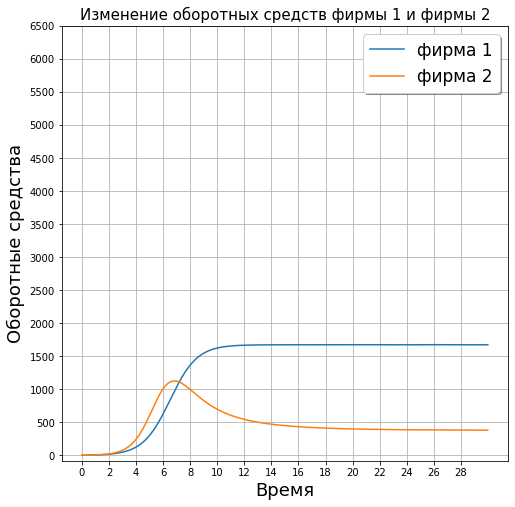 Изменение оборотных средств фирмы 1 и фирмы 2
фирма 1
фирма 2
Оборотные средства
6500
6000
5500
5000
4500
4000
3500
3000
2500
2000
1500
1000
500
0
0 2 4 6 8 10 12 14 16 18 20 22 24 26 28
Время